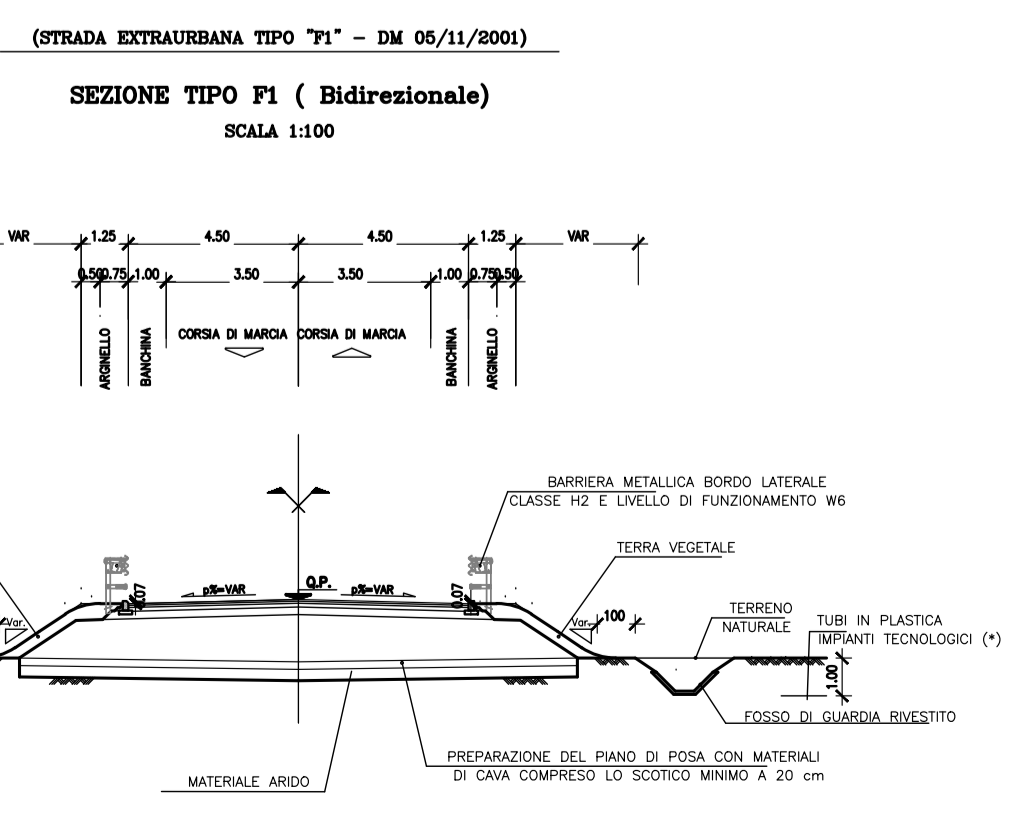 (STRADA EXTRAURBANA TIPO "F1" - DM 05/11/2001)
SEZIONE TIPO F1 ( Bidirezionale)
SCALA 1:100
VAR 1.25 4.50 4.50 1.25 VAR
0.50 0.75 1.00 3.50 3.50 1.00 0.75 0.50
ARGINELLO
BANCHINA
CORSIA DI MARCIA CORSIA DI MARCIA
BANCHINA
ARGINELLO
BARRIERA METALLICA BORDO LATERALE
CLASSE H2 E LIVELLO DI FUNZIONAMENTO W6
TERRA VEGETALE
0.07
p%=VAR
Q.P.
p%=VAR
0.07
Var.
Var.
100
TERRENO
NATURALE
TUBI IN PLASTICA
IMPIANTI TECNOLOGICI (*)
1.00
FOSSO DI GUARDIA RIVESTITO
PREPARAZIONE DEL PIANO DI POSA CON MATERIALI
DI CAVA COMPRESO LO SCOTICO MINIMO A 20 cm
MATERIALE ARIDO